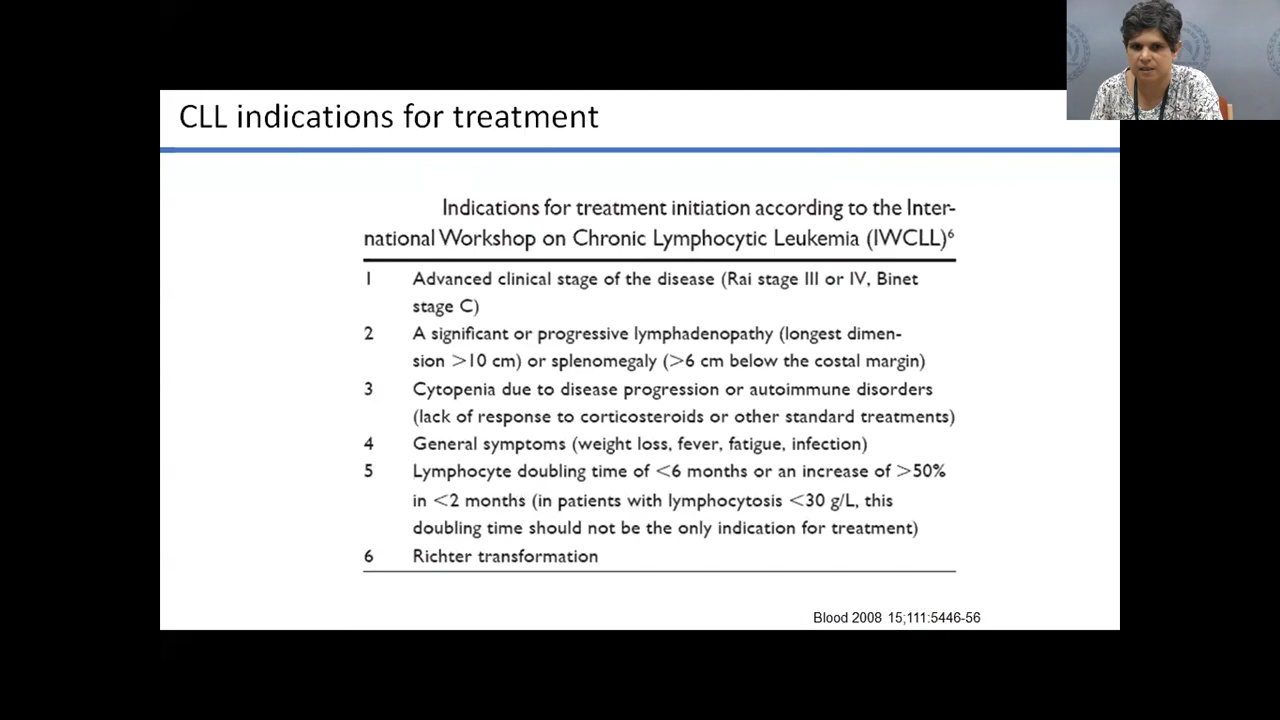 CLL indications for treatment
Indications for treatment initiation according to the Inter-
national Workshop on Chronic Lymphocytic Leukemia (IWCLL)⁶
1 Advanced clinical stage of the disease (Rai stage III or IV, Binet
stage C)
2 A significant or progressive lymphadenopathy (longest dimen-
sion >10 cm) or splenomegaly (>6 cm below the costal margin)
3 Cytopenia due to disease progression or autoimmune disorders
(lack of response to corticosteroids or other standard treatments)
4 General symptoms (weight loss, fever, fatigue, infection)
5 Lymphocyte doubling time of <6 months or an increase of >50%
in <2 months (in patients with lymphocytosis <30 g/L, this
doubling time should not be the only indication for treatment)
6 Richter transformation
Blood 2008 15;111:5446-56